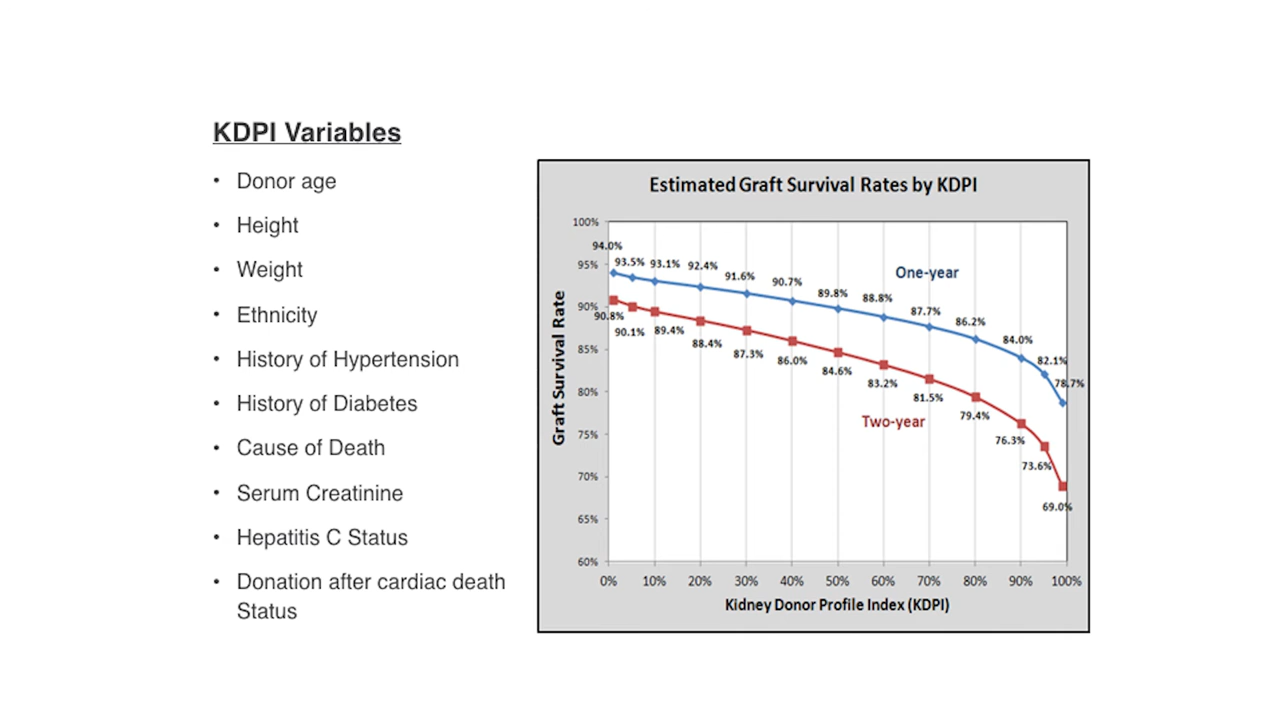 KDPI Variables
• Donor age
• Height
• Weight
• Ethnicity
• History of Hypertension
• History of Diabetes
• Cause of Death
• Serum Creatinine
• Hepatitis C Status
• Donation after cardiac death
Status
Estimated Graft Survival Rates by KDPI
Graft Survival Rate
100%
95%
90%
85%
80%
75%
70%
65%
60%
One-year
94.0%
93.5%
93.1%
92.4%
91.6%
90.7%
89.8%
88.8%
87.7%
86.2%
84.0%
82.1%
78.7%
Two-year
90.8%
90.1%
89.4%
88.4%
87.3%
86.0%
84.6%
83.2%
81.5%
79.4%
76.3%
73.6%
69.0%
0% 10% 20% 30% 40% 50% 60% 70% 80% 90% 100%
Kidney Donor Profile Index (KDPI)